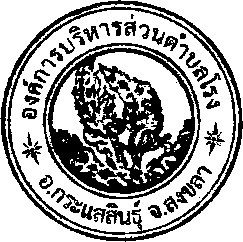 องค์การบริหารส่วนตำบลโรง
อ.กระแสสินธุ์ จ.สงขลา